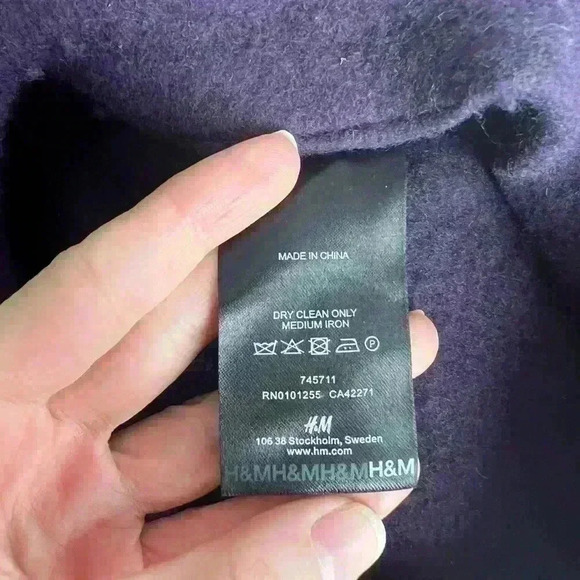 MADE IN CHINA
DRY CLEAN ONLY
MEDIUM IRON
P
745711
RN0101255 CA42271
H&M
106 38 Stockholm, Sweden
www.hm.com
H&MH&MH&MH&M